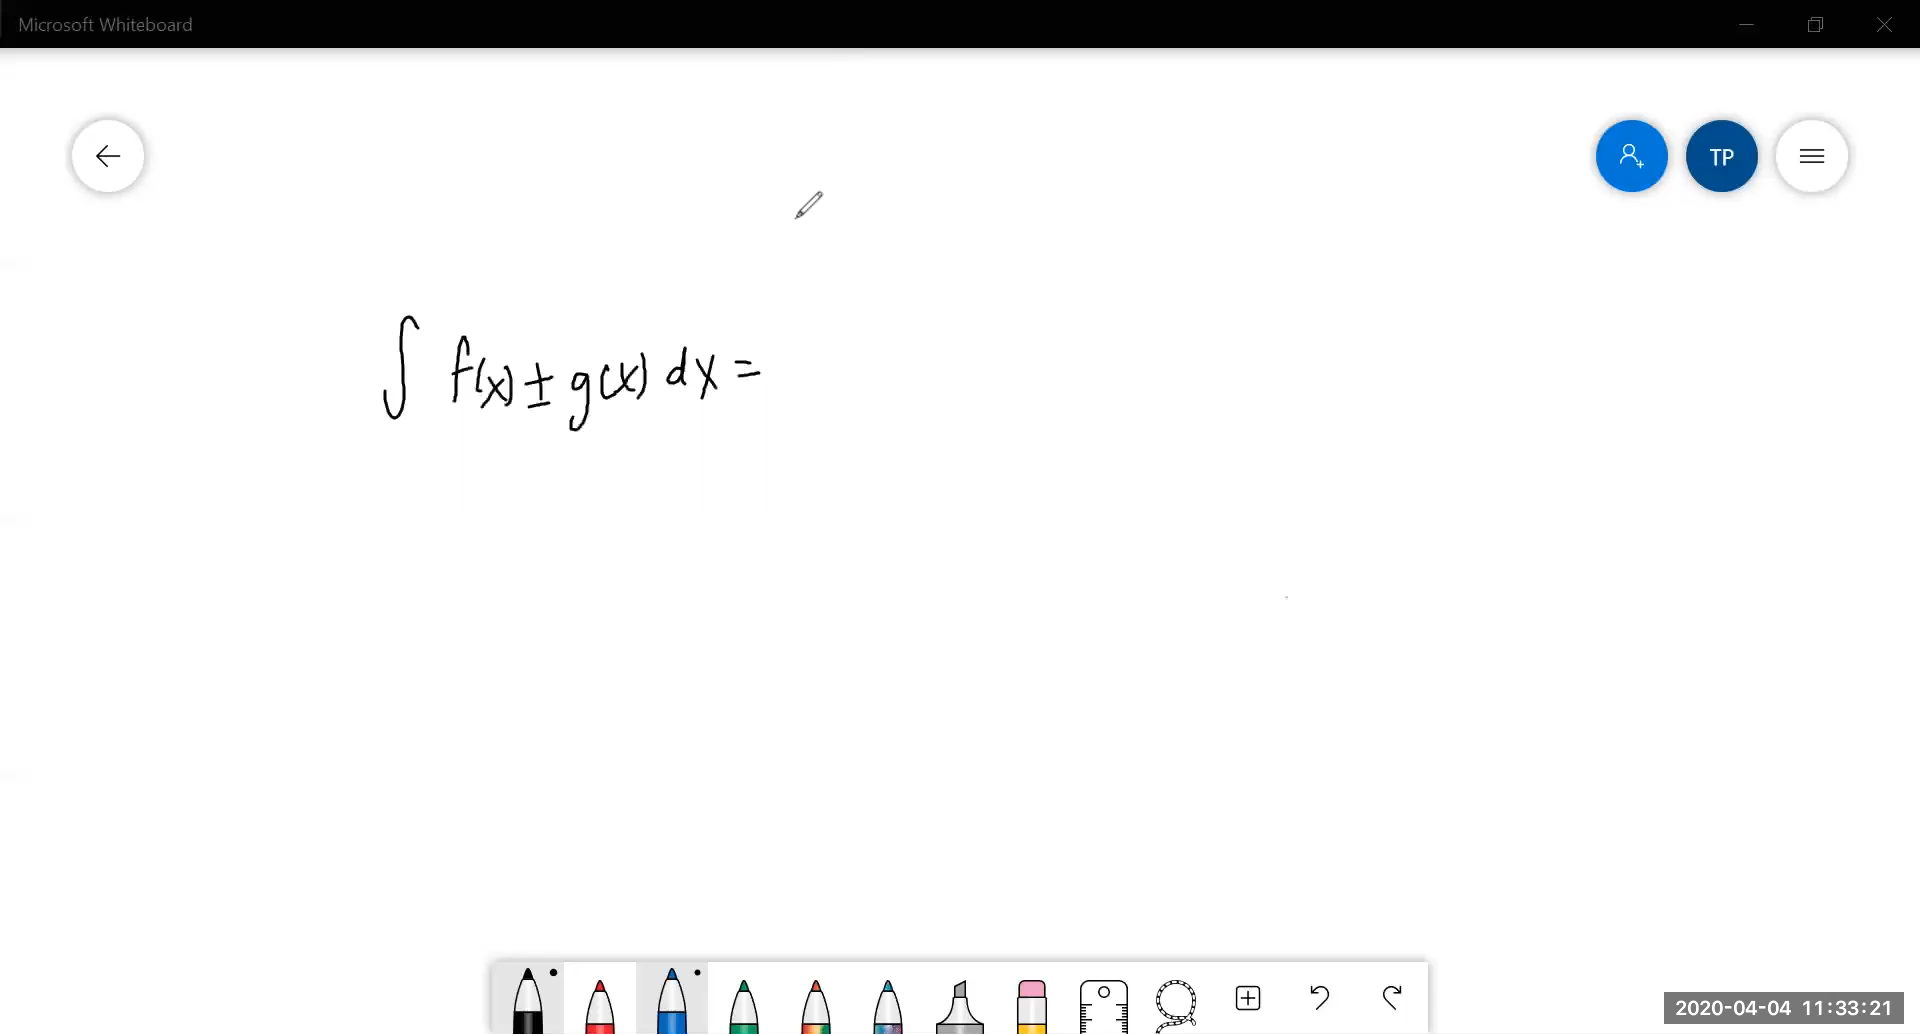 Microsoft Whiteboard
TP
∫ f(x) ± g(x) dx =
2020-04-04 11:33:21